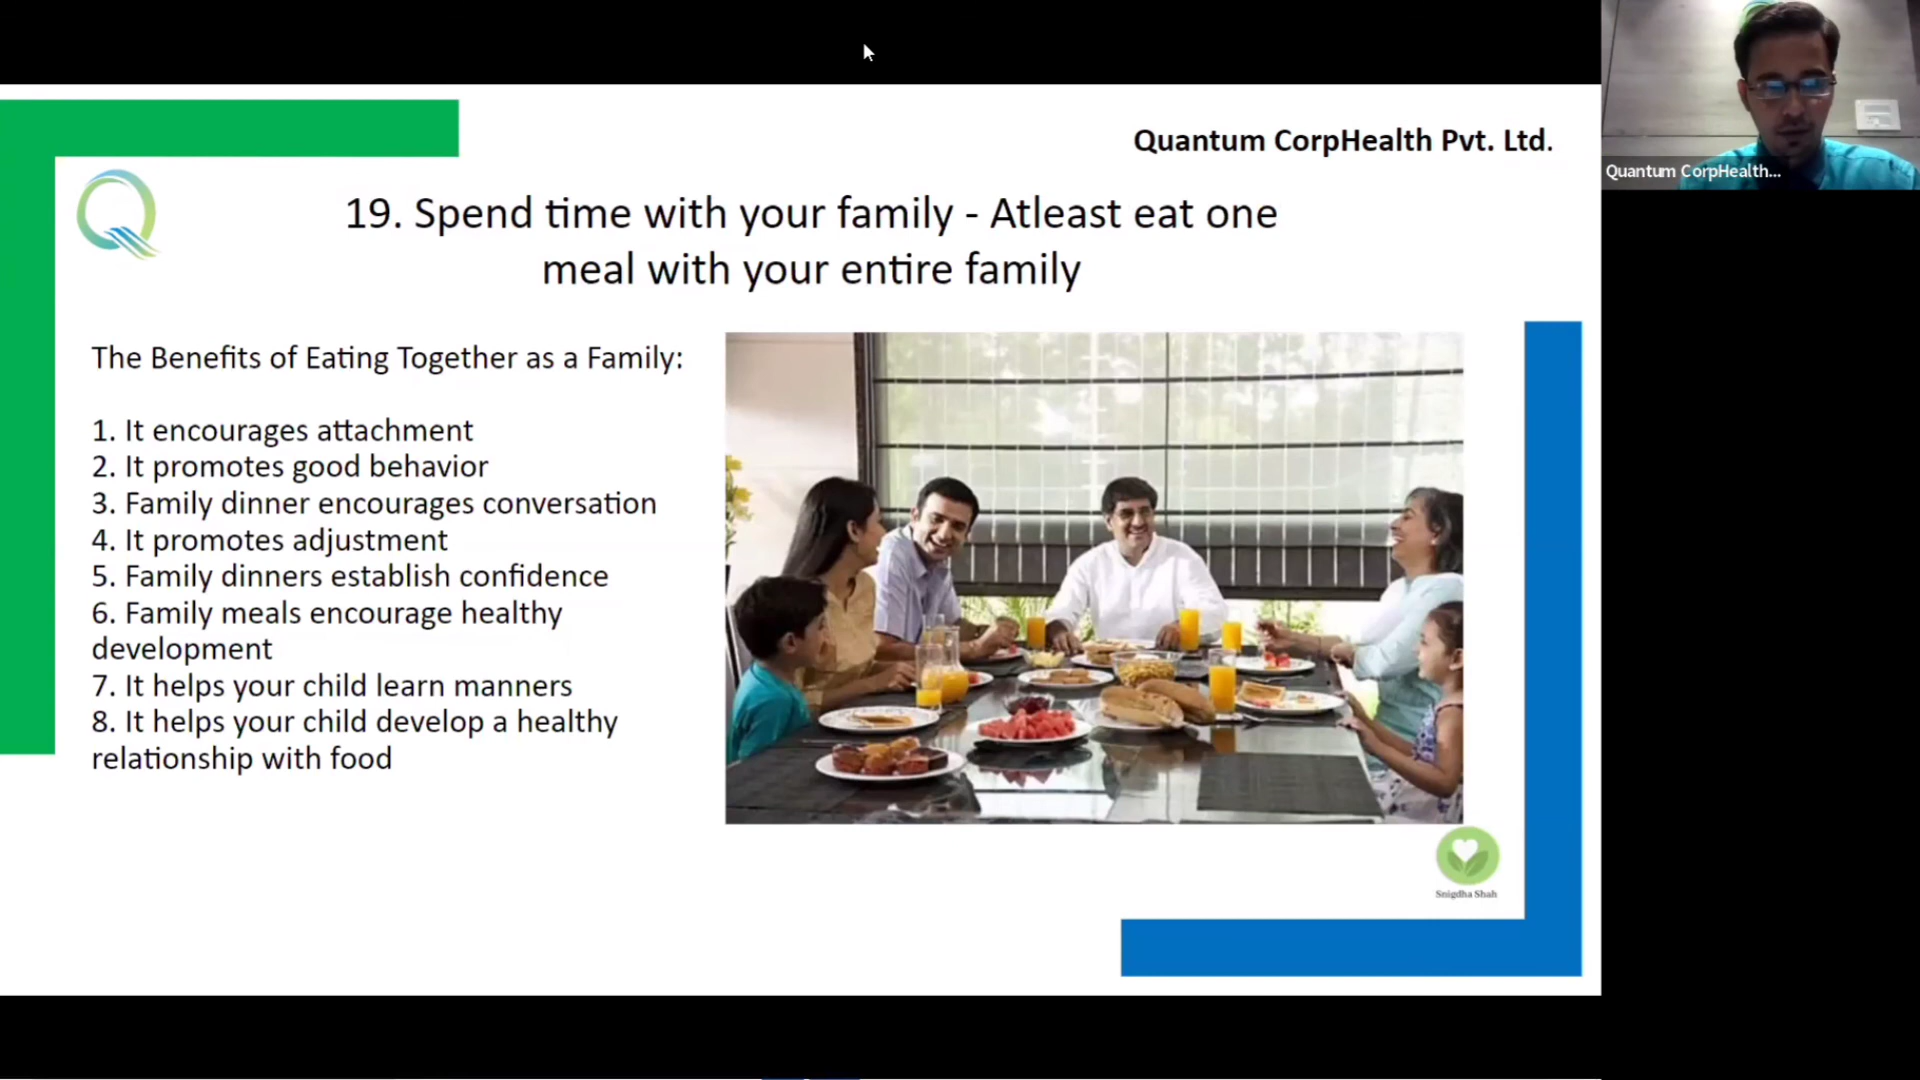 Quantum CorpHealth Pvt. Ltd.
Quantum CorpHealth...
19. Spend time with your family - Atleast eat one
meal with your entire family
The Benefits of Eating Together as a Family:
1. It encourages attachment
2. It promotes good behavior
3. Family dinner encourages conversation
4. It promotes adjustment
5. Family dinners establish confidence
6. Family meals encourage healthy
development
7. It helps your child learn manners
8. It helps your child develop a healthy
relationship with food
Snigdha Shah